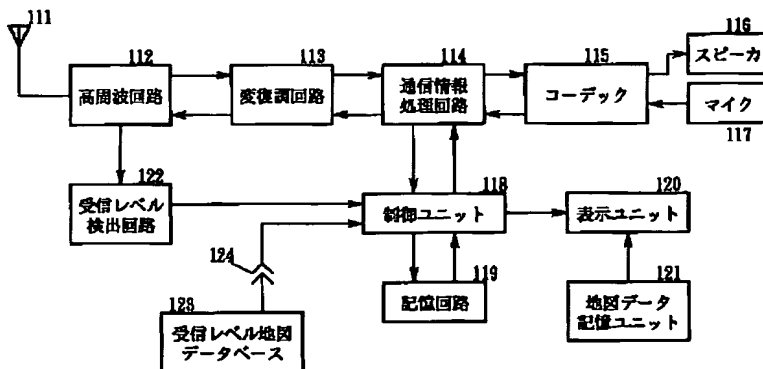 111
112
高周波回路
113
変復調回路
114
通信情報
処理回路
115
コーデック
116
スピーカ
マイク
117
122
受信レベル
検出回路
118
制御ユニット
120
表示ユニット
124
119
記憶回路
121
地図データ
記憶ユニット
123
受信レベル地図
データベース